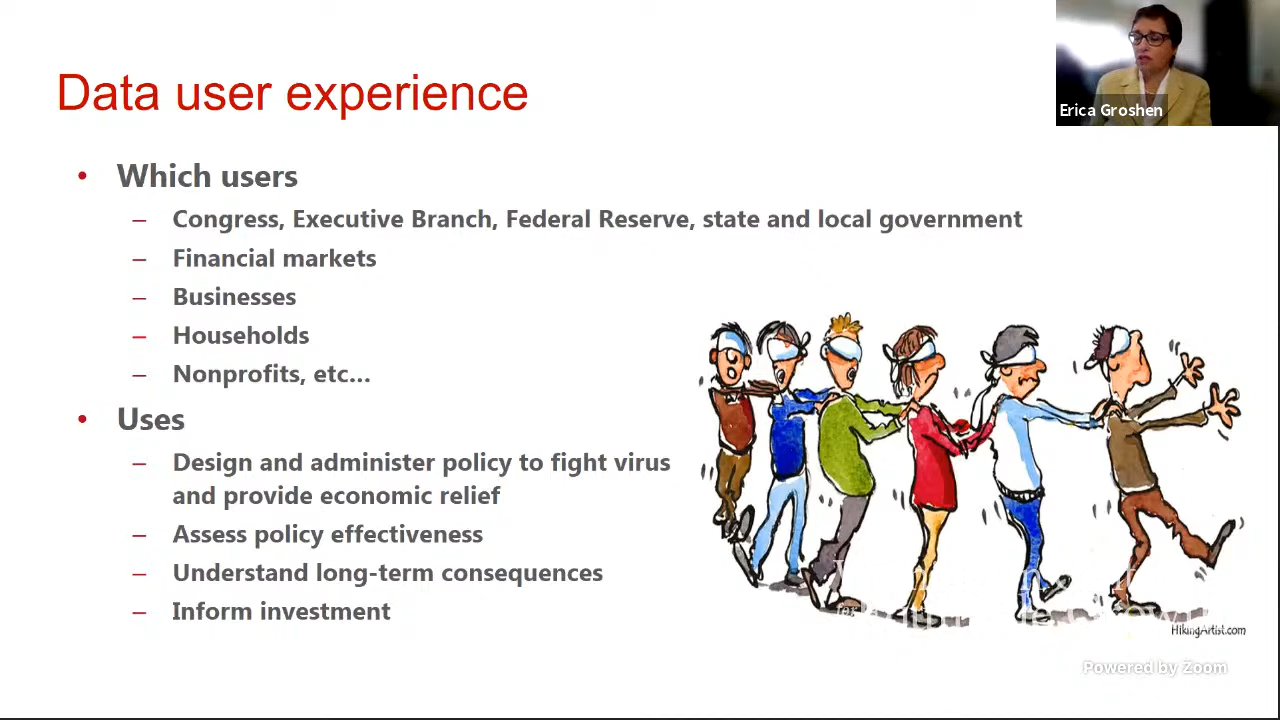 Data user experience
Erica Groshen
• Which users
– Congress, Executive Branch, Federal Reserve, state and local government
– Financial markets
– Businesses
– Households
– Nonprofits, etc…
• Uses
– Design and administer policy to fight virus
and provide economic relief
– Assess policy effectiveness
– Understand long-term consequences
– Inform investment
HikingArtist.com
Powered by Zoom